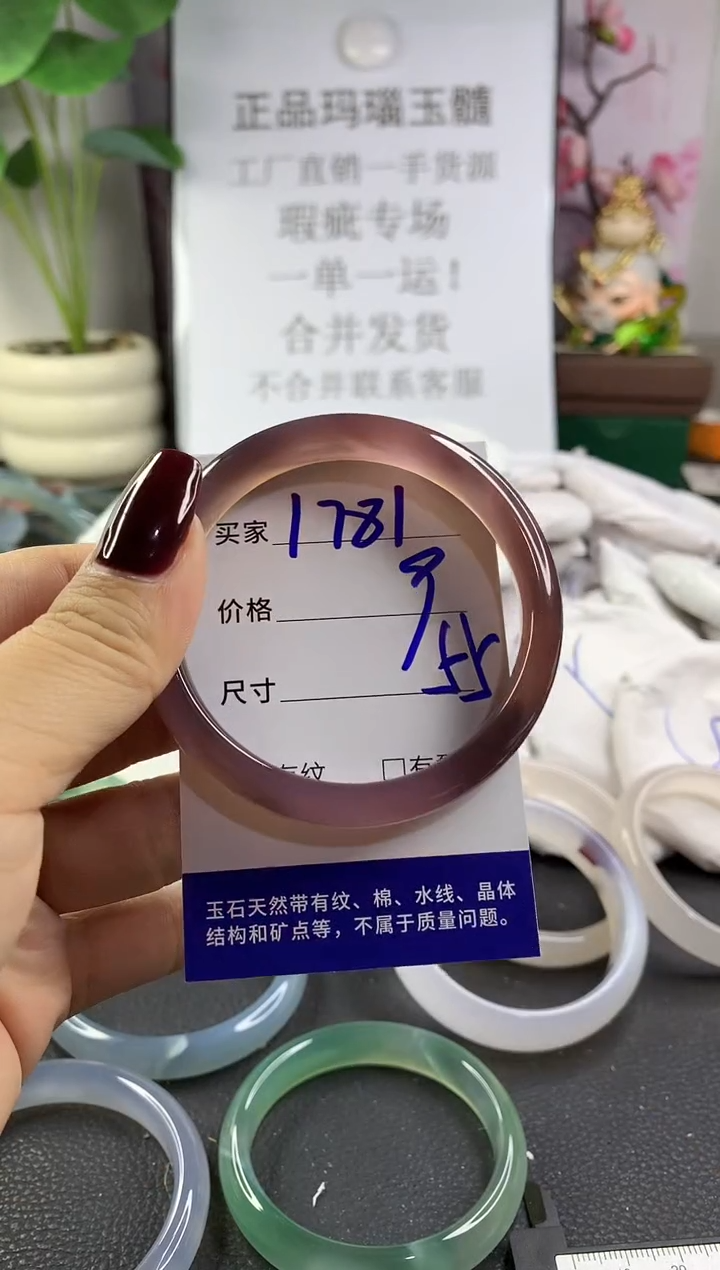 正品玛瑙玉髓
工厂直销一手货源
瑕疵专场
一单一运！
合并发货
不合并联系客服
买家 1781
价格
尺寸
有纹 □有
玉石天然带有纹、棉、水线、晶体
结构和矿点等，不属于质量问题。